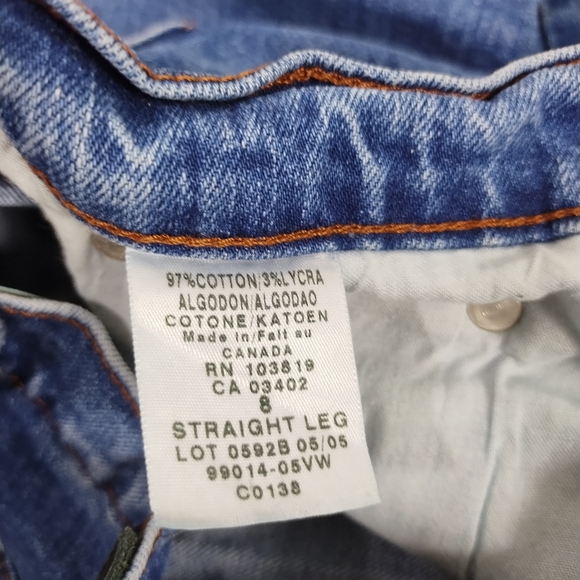 97%COTTON/3%LYCRA
ALGODON/ALGODAO
COTONE/KATOEN
Made in/Fait au
CANADA
RN 103819
CA 03402
8
STRAIGHT LEG
LOT 0592B 05/05
99014-05VW
C0138